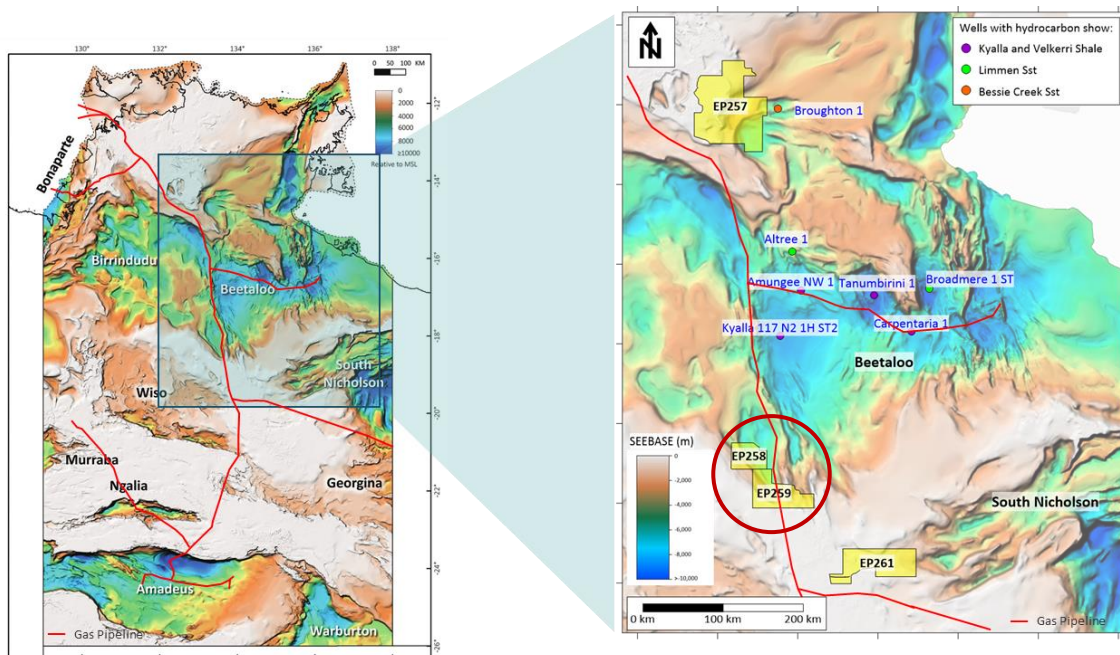 130°
132°
134°
136°
138°
0 50 100 KM
0
2000
4000
6000
8000
≥10000
Relative to MSL
-12°
-14°
-16°
-18°
-20°
-22°
-24°
-26°
Bonaparte
Birrindudu
Beetaloo
South
Nicholson
Wiso
Murraba
Ngalia
Georgina
Amadeus
Warburton
Gas Pipeline
N
Wells with hydrocarbon show:
Kyalla and Velkerri Shale
Limmen Sst
Bessie Creek Sst
EP257
Broughton 1
Altree 1
Amungee NW 1
Tanumbirini 1
Broadmere 1 ST
Kyalla 117 N2 1H ST2
Carpentaria 1
Beetaloo
SEEBASE (m)
0
-2,000
-4,000
-6,000
-8,000
>-10,000
EP258
EP259
South Nicholson
EP261
0 km
100 km
200 km
Gas Pipeline